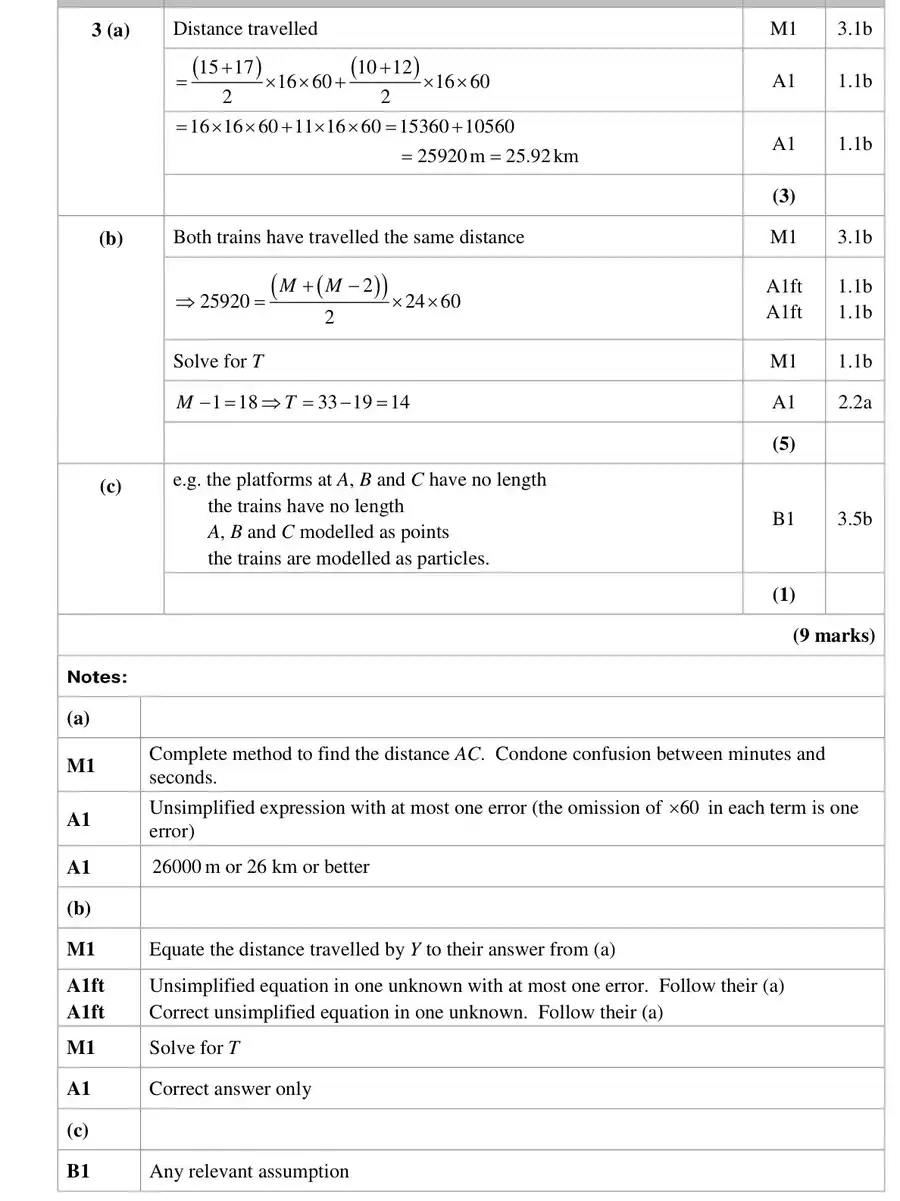 3 (a) Distance travelled M1 3.1b
= (15+17)/2 ×16×60+ (10+12)/2 ×16×60 A1 1.1b
=16×16×60+11×16×60 =15360+10560
= 25920 m = 25.92 km A1 1.1b
(3)
(b) Both trains have travelled the same distance M1 3.1b
⇒ 25920 = (M +(M −2))/2 ×24×60 A1ft 1.1b
A1ft 1.1b
Solve for T M1 1.1b
M −1=18⇒T =33−19=14 A1 2.2a
(5)
(c) e.g. the platforms at A, B and C have no length
the trains have no length
A, B and C modelled as points
the trains are modelled as particles. B1 3.5b
(1)
(9 marks)
Notes:
(a)
M1 Complete method to find the distance AC. Condone confusion between minutes and
seconds.
A1 Unsimplified expression with at most one error (the omission of ×60 in each term is one
error)
A1 26000 m or 26 km or better
(b)
M1 Equate the distance travelled by Y to their answer from (a)
A1ft Unsimplified equation in one unknown with at most one error. Follow their (a)
A1ft Correct unsimplified equation in one unknown. Follow their (a)
M1 Solve for T
A1 Correct answer only
(c)
B1 Any relevant assumption